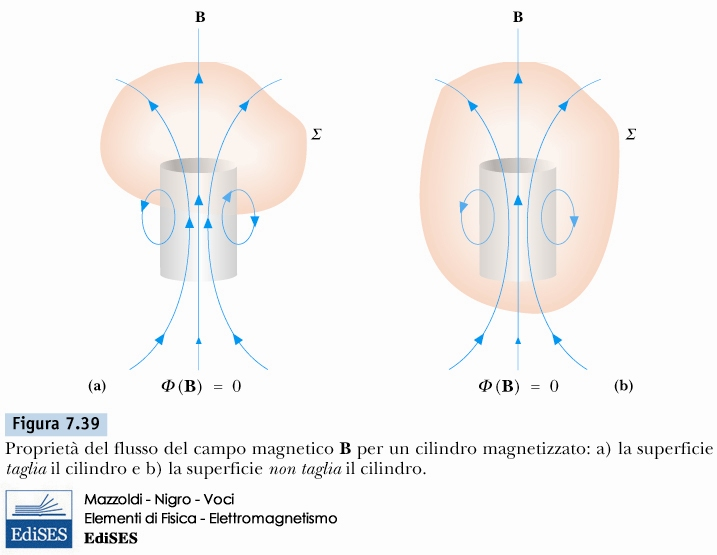 B
B
Σ
Σ
(a) Φ(B) = 0
Φ(B) = 0 (b)
Figura 7.39
Proprietà del flusso del campo magnetico B per un cilindro magnetizzato: a) la superficie
taglia il cilindro e b) la superficie non taglia il cilindro.
Mazzoldi - Nigro - Voci
Elementi di Fisica - Elettromagnetismo
EdiSES
EdiSES